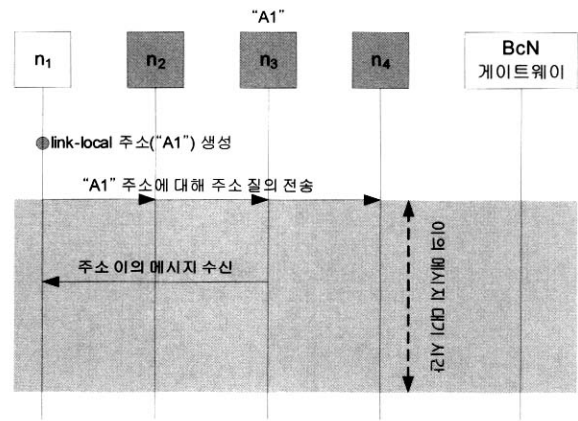 “A1”
n₁
n₂
n₃
n₄
BcN
게이트웨이
link-local 주소(“A1”) 생성
“A1” 주소에 대해 주소 질의 전송
주소 이의 메시지 수신
이의 메시지 대기 시간